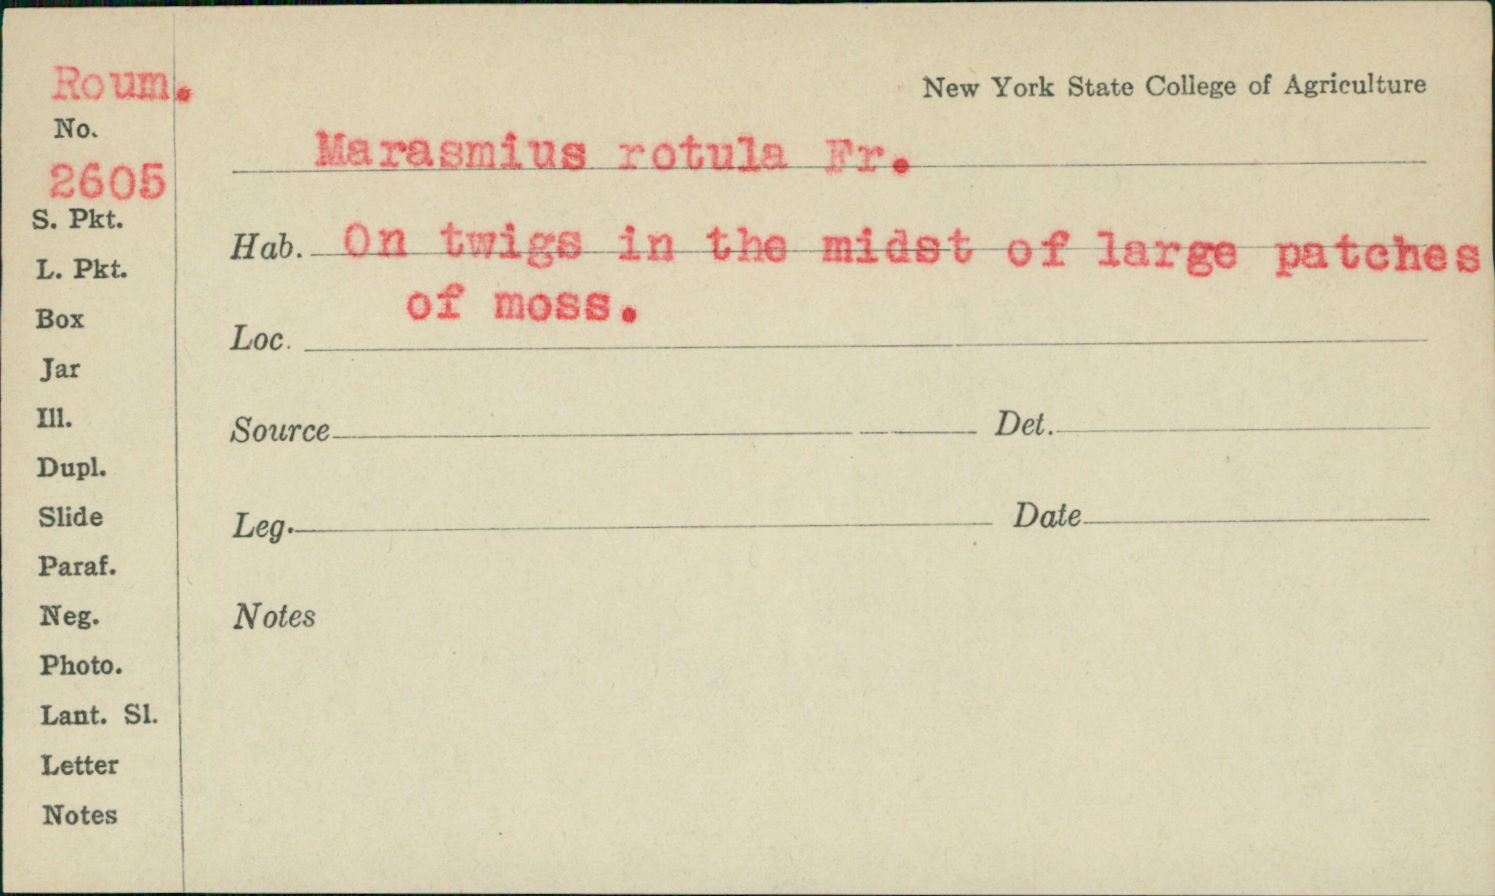 Roum.
No.
2605
S. Pkt.
L. Pkt.
Box
Jar
Ill.
Dupl.
Slide
Paraf.
Neg.
Photo.
Lant. Sl.
Letter
Notes
New York State College of Agriculture
Marasmius rotula Fr.
Hab. On twigs in the midst of large patches
of moss.
Loc.
Source Det.
Leg. Date
Notes